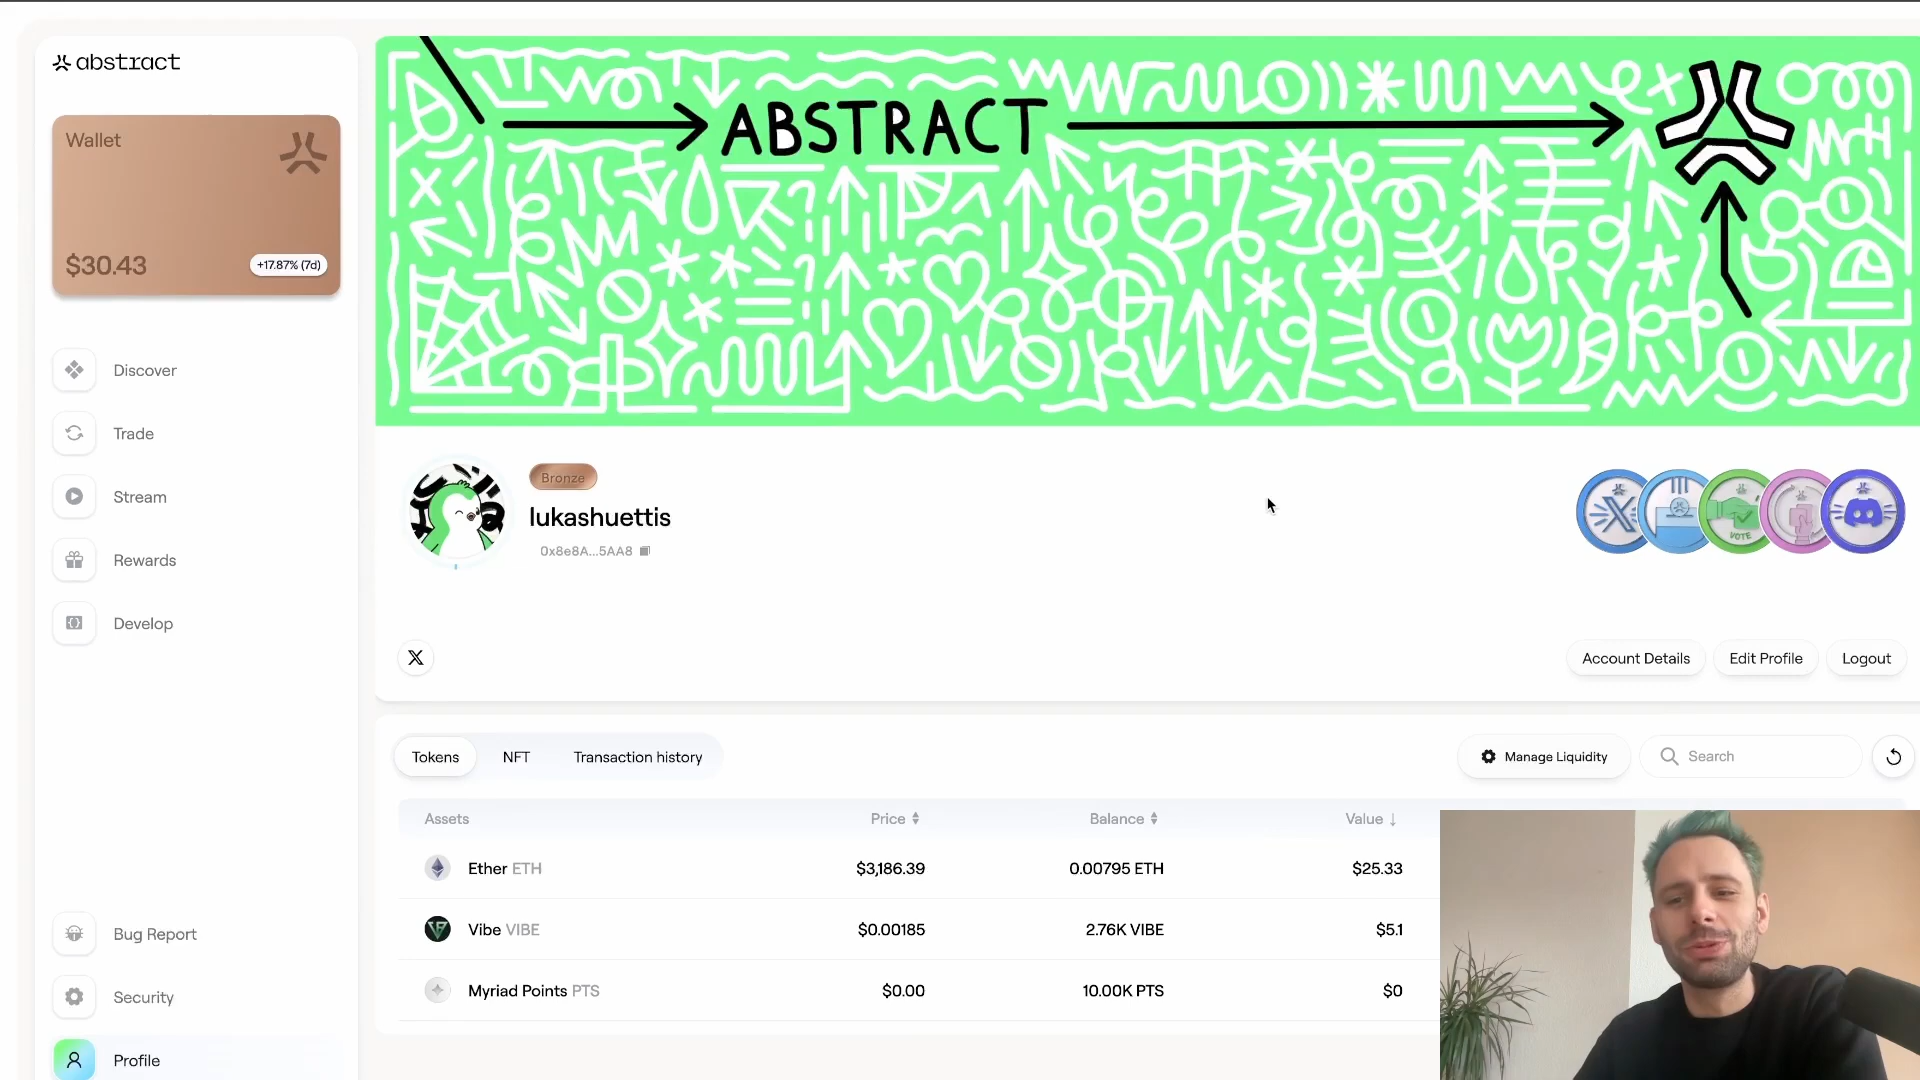 abstract
Wallet
$30.43
+17.87% (7d)
Discover
Trade
Stream
Rewards
Develop
Bug Report
Security
Profile
ABSTRACT
Bronze
lukashuettis
0x8e8A...5AA8
VOTE
Account Details
Edit Profile
Logout
Tokens
NFT
Transaction history
Manage Liquidity
Search
Assets Price Balance Value ↓
Ether ETH $3,186.39 0.00795 ETH $25.33
Vibe VIBE $0.00185 2.76K VIBE $5.1
Myriad Points PTS $0.00 10.00K PTS $0